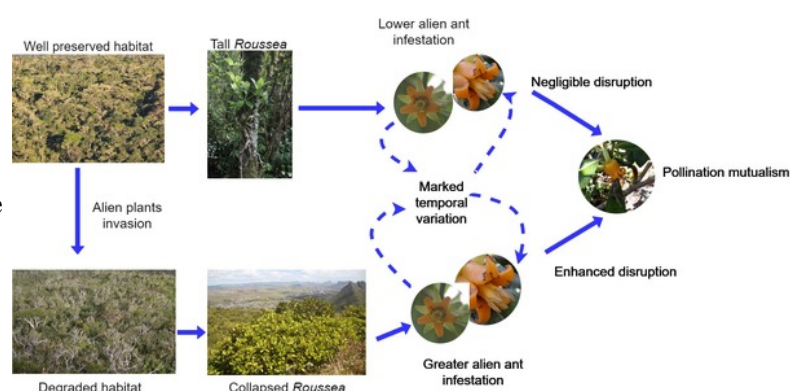 Well preserved habitat
Tall Roussea
Lower alien ant
infestation
Negligible disruption
Pollination mutualism
Alien plants
invasion
Marked
temporal
variation
Enhanced disruption
Degraded habitat
Collapsed Roussea
Greater alien ant
infestation